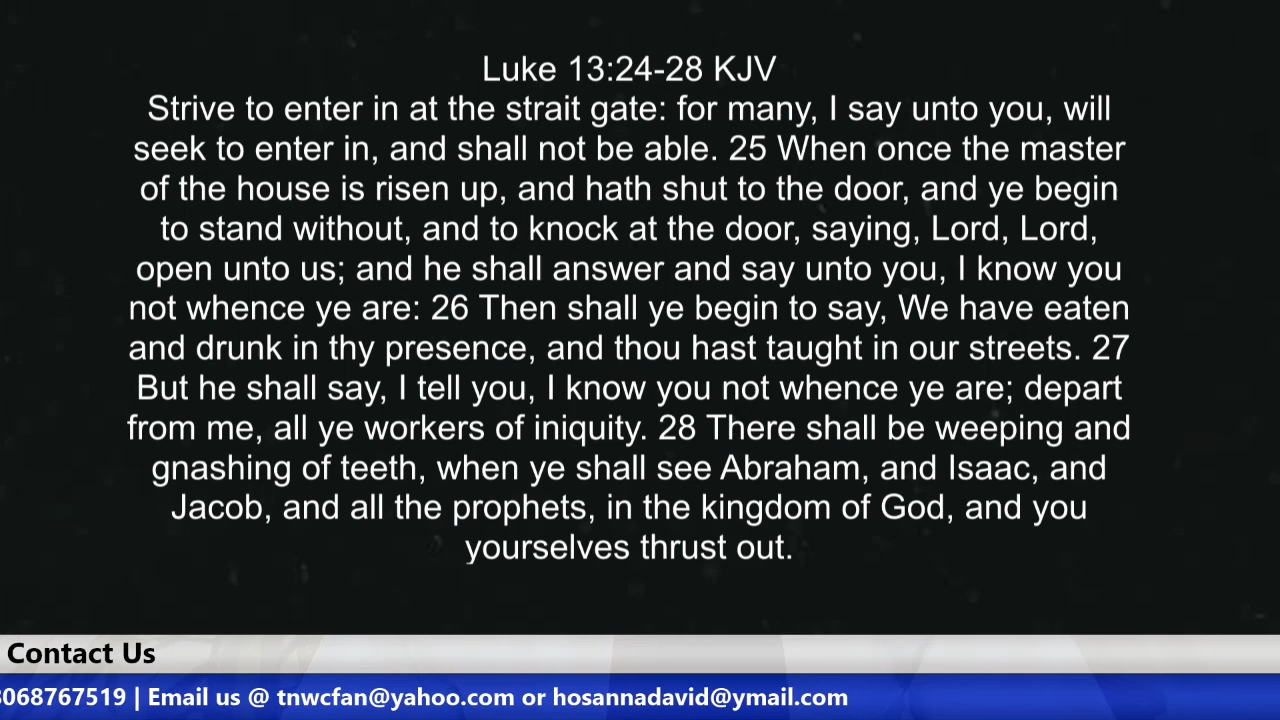 Luke 13:24-28 KJV
Strive to enter in at the strait gate: for many, I say unto you, will
seek to enter in, and shall not be able. 25 When once the master
of the house is risen up, and hath shut to the door, and ye begin
to stand without, and to knock at the door, saying, Lord, Lord,
open unto us; and he shall answer and say unto you, I know you
not whence ye are: 26 Then shall ye begin to say, We have eaten
and drunk in thy presence, and thou hast taught in our streets. 27
But he shall say, I tell you, I know you not whence ye are; depart
from me, all ye workers of iniquity. 28 There shall be weeping and
gnashing of teeth, when ye shall see Abraham, and Isaac, and
Jacob, and all the prophets, in the kingdom of God, and you
yourselves thrust out.
Contact Us
8068767519 | Email us @ tnwcfan@yahoo.com or hosannadavid@ymail.com